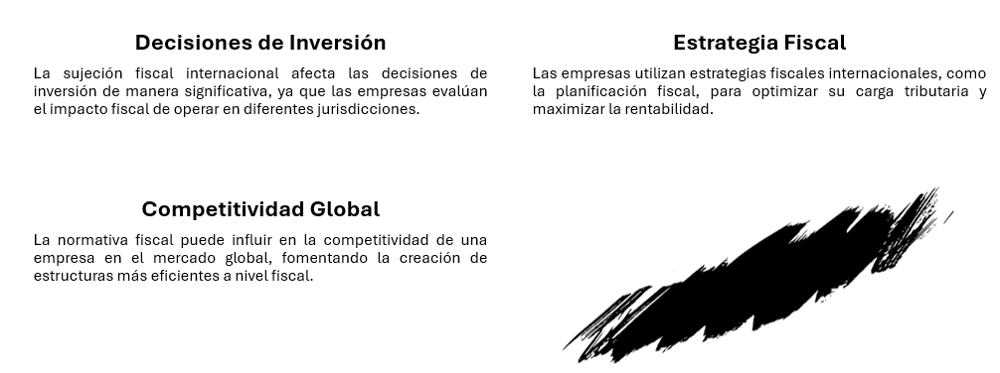 Decisiones de Inversión
La sujeción fiscal internacional afecta las decisiones de
inversión de manera significativa, ya que las empresas evalúan
el impacto fiscal de operar en diferentes jurisdicciones.
Estrategia Fiscal
Las empresas utilizan estrategias fiscales internacionales, como
la planificación fiscal, para optimizar su carga tributaria y
maximizar la rentabilidad.
Competitividad Global
La normativa fiscal puede influir en la competitividad de una
empresa en el mercado global, fomentando la creación de
estructuras más eficientes a nivel fiscal.